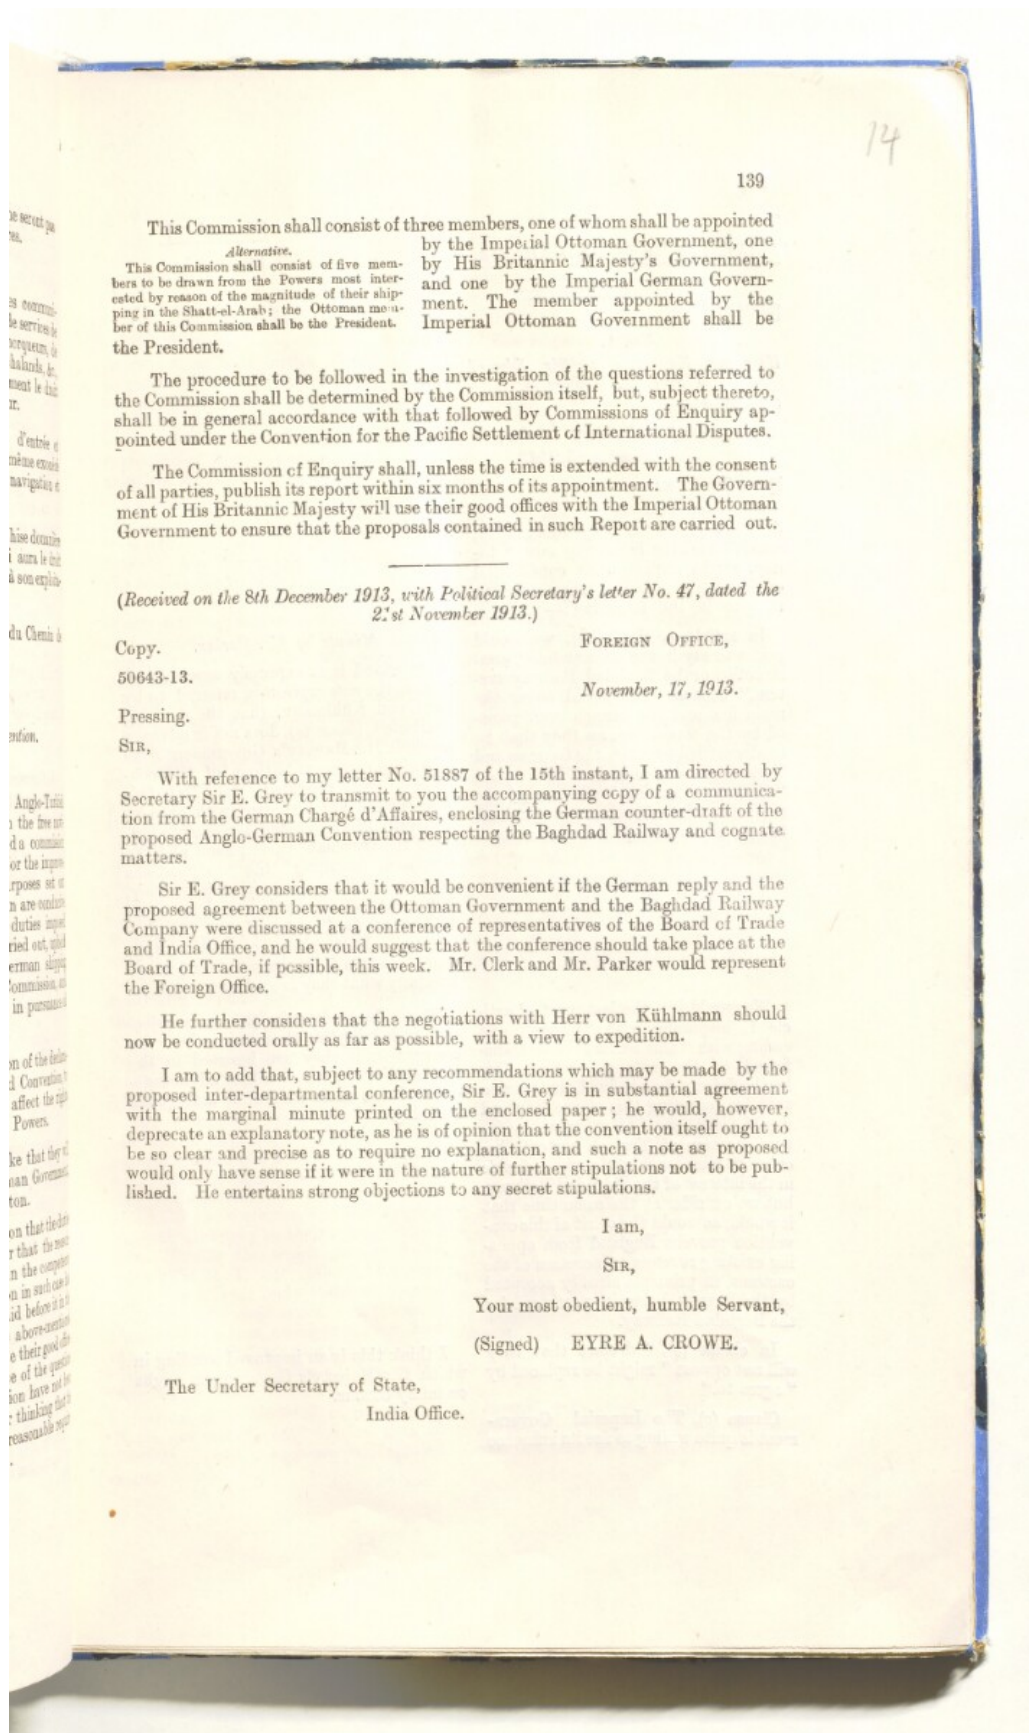 14
139
This Commission shall consist of three members, one of whom shall be appointed
by the Imperial Ottoman Government, one
by His Britannic Majesty's Government,
and one by the Imperial German Govern-
ment. The member appointed by the
Imperial Ottoman Government shall be
Alternative.
This Commission shall consist of five mem-
bers to be drawn from the Powers most inter-
ested by reason of the magnitude of their ship-
ping in the Shatt-el-Arab; the Ottoman mem-
ber of this Commission shall be the President.
the President.
The procedure to be followed in the investigation of the questions referred to
the Commission shall be determined by the Commission itself, but, subject thereto,
shall be in general accordance with that followed by Commissions of Enquiry ap-
pointed under the Convention for the Pacific Settlement of International Disputes.
The Commission of Enquiry shall, unless the time is extended with the consent
of all parties, publish its report within six months of its appointment. The Govern-
ment of His Britannic Majesty will use their good offices with the Imperial Ottoman
Government to ensure that the proposals contained in such Report are carried out.
(Received on the 8th December 1913, with Political Secretary's letter No. 47, dated the
21st November 1913.)
Copy.
FOREIGN OFFICE,
50643-13.
November, 17, 1913.
Pressing.
SIR,
With reference to my letter No. 51887 of the 15th instant, I am directed by
Secretary Sir E. Grey to transmit to you the accompanying copy of a communica-
tion from the German Chargé d'Affaires, enclosing the German counter-draft of the
proposed Anglo-German Convention respecting the Baghdad Railway and cognate
matters.
Sir E. Grey considers that it would be convenient if the German reply and the
proposed agreement between the Ottoman Government and the Baghdad Railway
Company were discussed at a conference of representatives of the Board of Trade
and India Office, and he would suggest that the conference should take place at the
Board of Trade, if possible, this week. Mr. Clerk and Mr. Parker would represent
the Foreign Office.
He further considers that the negotiations with Herr von Kühlmann should
now be conducted orally as far as possible, with a view to expedition.
I am to add that, subject to any recommendations which may be made by the
proposed inter-departmental conference, Sir E. Grey is in substantial agreement
with the marginal minute printed on the enclosed paper; he would, however,
deprecate an explanatory note, as he is of opinion that the convention itself ought to
be so clear and precise as to require no explanation, and such a note as proposed
would only have sense if it were in the nature of further stipulations not to be pub-
lished. He entertains strong objections to any secret stipulations.
I am,
SIR,
Your most obedient, humble Servant,
(Signed) EYRE A. CROWE.
The Under Secretary of State,
India Office.